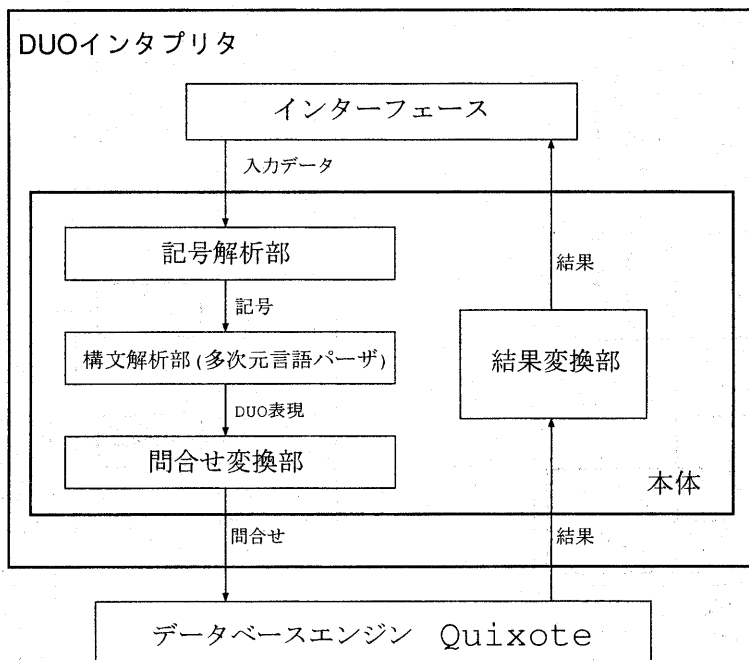 DUOインタプリタ
インターフェース
入力データ
記号解析部
記号
構文解析部(多次元言語パーザ)
DUO表現
問合せ変換部
問合せ
結果
結果変換部
本体
結果
データベースエンジン Quixote